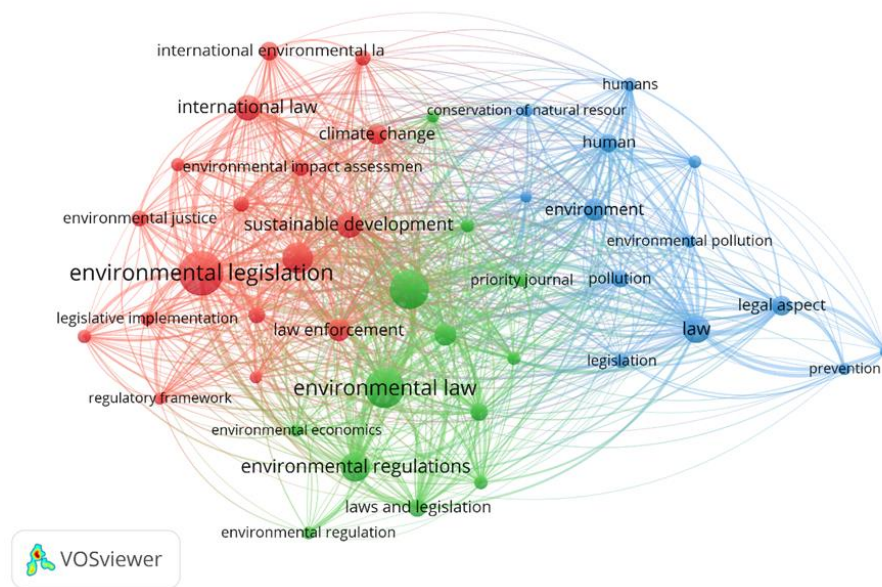 international environmental la
humans
international law
conservation of natural resour
climate change
human
environmental impact assessmen
environmental justice
sustainable development
environment
environmental pollution
environmental legislation
priority journal
pollution
legal aspect
legislative implementation
law enforcement
law
legislation
prevention
regulatory framework
environmental law
environmental economics
environmental regulations
laws and legislation
environmental regulation
VOSviewer